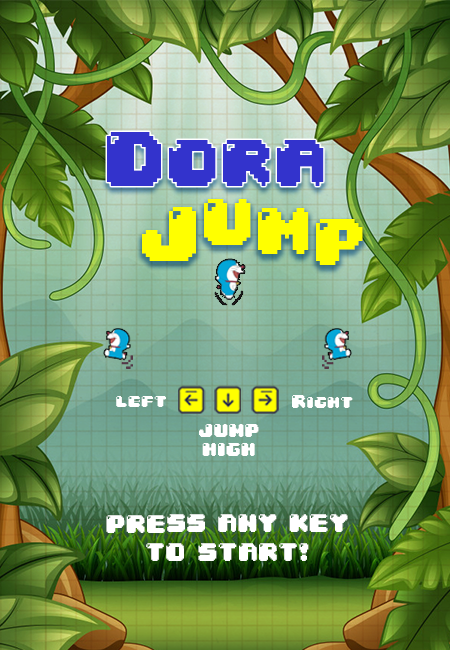 DORA
JUMP
LEFT ← ↓ → RIGHT
JUMP
HIGH
PRESS ANY KEY
TO START!